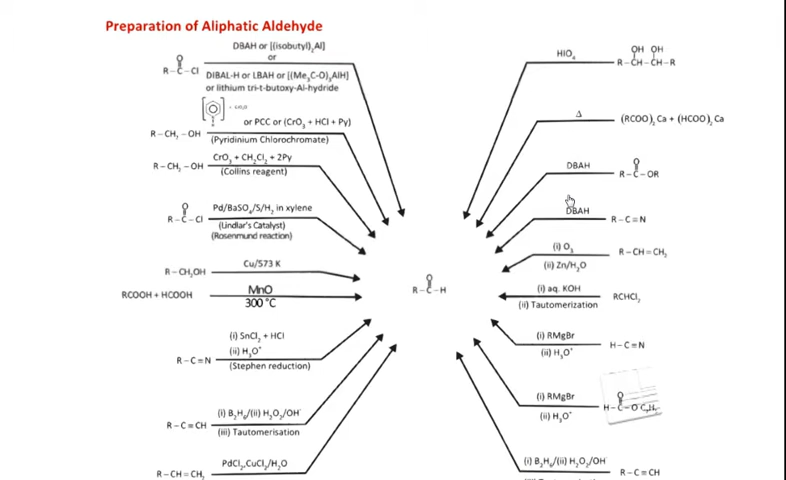 Preparation of Aliphatic Aldehyde
DBAH or [(isobutyl)₂Al]
or
R–C–Cl
O
DIBAL-H or LBAH or [(Me₃C-O)₃AlH]
or lithium tri-t-butoxy-Al-hydride
R–CH₂–OH
or PCC or (CrO₃ + HCl + Py)
(Pyridinium Chlorochromate)
R–CH₂–OH
CrO₃ + CH₂Cl₂ + 2Py
(Collins reagent)
O
R–C–Cl
Pd/BaSO₄/S/H₂ in xylene
(Lindlar's Catalyst)
(Rosenmund reaction)
R–CH₂OH
Cu/573 K
RCOOH + HCOOH
MnO
300 °C
R–C≡N
(i) SnCl₂ + HCl
(ii) H₃O⁺
(Stephen reduction)
R–C≡CH
(i) B₂H₆/(ii) H₂O₂/OH⁻
(iii) Tautomerisation
R–CH=CH₂
PdCl₂,CuCl₂/H₂O
O
R–C–H
HIO₄
OH OH
R–CH–CH–R
Δ
(RCOO)₂Ca + (HCOO)₂Ca
DBAH
O
R–C–OR
DBAH
R–C≡N
(i) O₃
(ii) Zn/H₂O
R–CH=CH₂
(i) aq. KOH
(ii) Tautomerization
RCHCl₂
(i) RMgBr
(ii) H₃O⁺
H–C≡N
(i) RMgBr
(ii) H₃O⁺
O
H–C–O C₂H₅
(i) B₂H₆/(ii) H₂O₂/OH
R–C≡CH